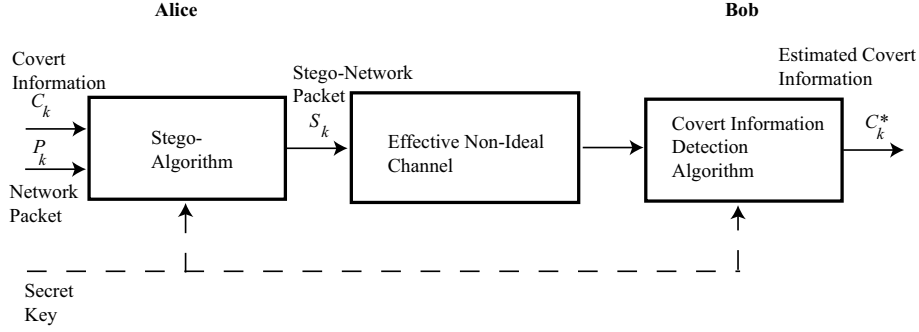 Alice
Bob
Covert
Information
C_k
P_k
Network
Packet
Stego-
Algorithm
Stego-Network
Packet
S_k
Effective Non-Ideal
Channel
Covert Information
Detection
Algorithm
Estimated Covert
Information
C_k^*
Secret
Key